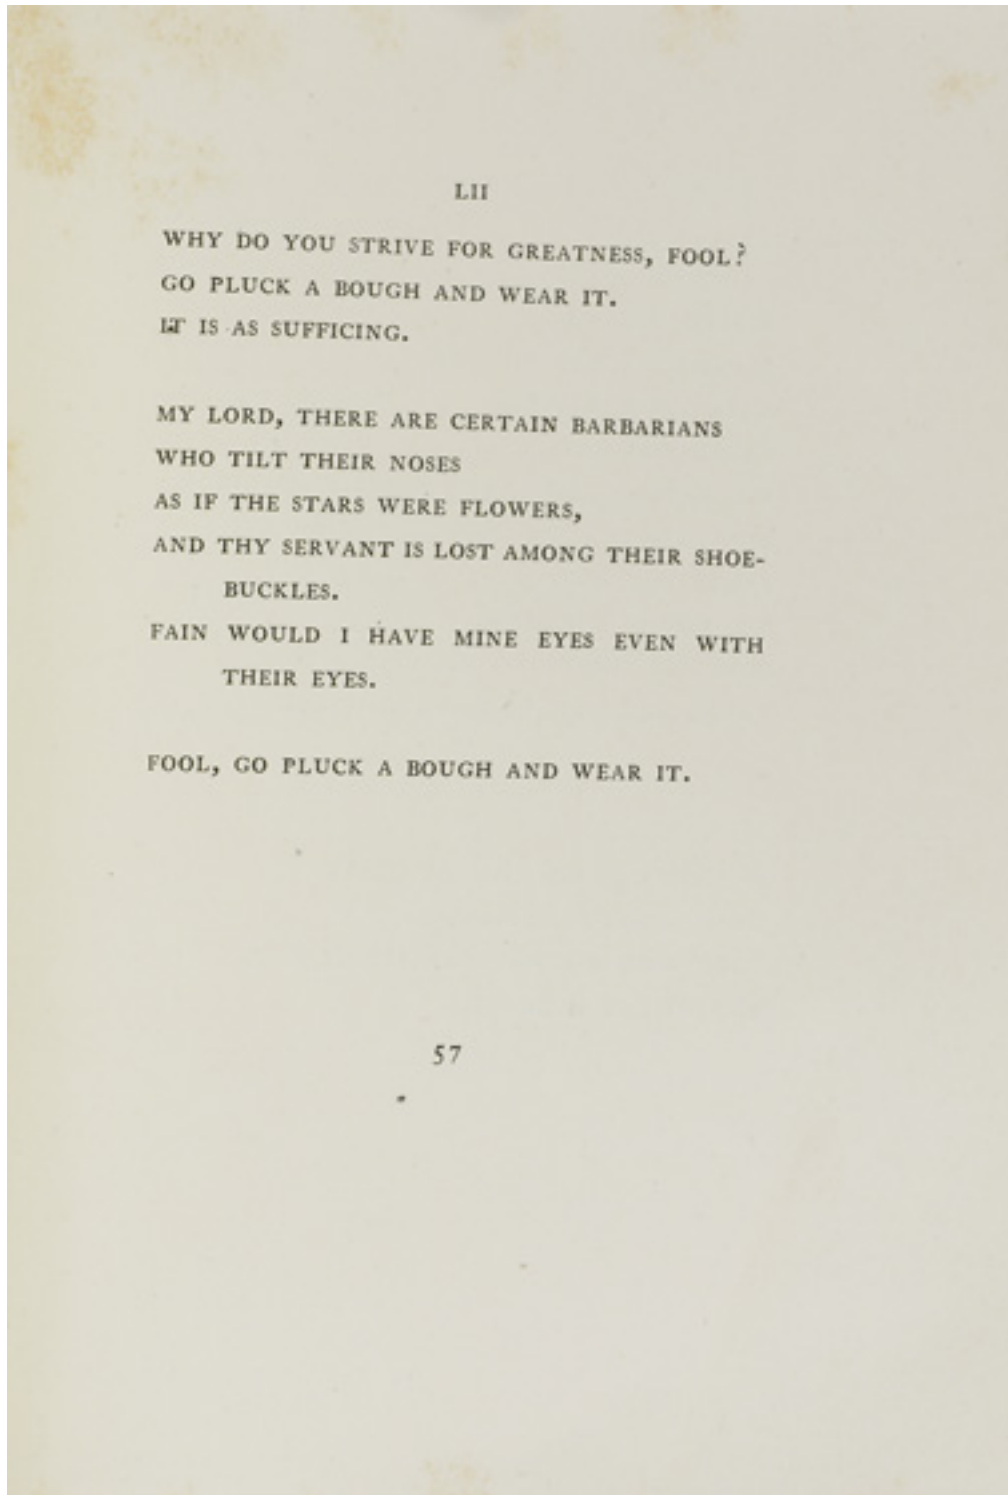 LII
WHY DO YOU STRIVE FOR GREATNESS, FOOL?
GO PLUCK A BOUGH AND WEAR IT.
IT IS AS SUFFICING.
MY LORD, THERE ARE CERTAIN BARBARIANS
WHO TILT THEIR NOSES
AS IF THE STARS WERE FLOWERS,
AND THY SERVANT IS LOST AMONG THEIR SHOE-
BUCKLES.
FAIN WOULD I HAVE MINE EYES EVEN WITH
THEIR EYES.
FOOL, GO PLUCK A BOUGH AND WEAR IT.
57